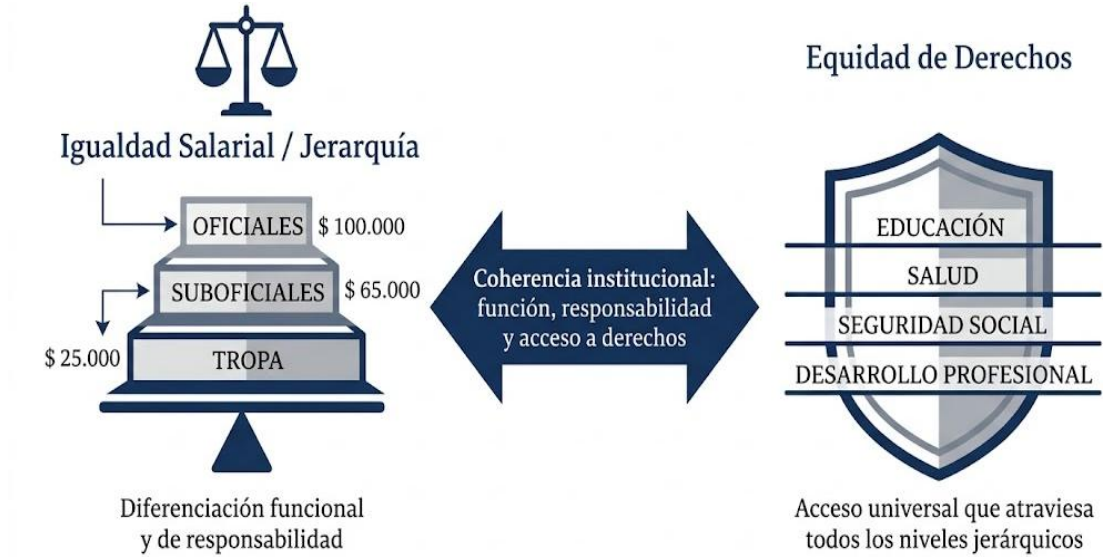 Igualdad Salarial / Jerarquía
OFICIALES $ 100.000
SUBOFICIALES $ 65.000
$ 25.000 TROPA
Diferenciación funcional
y de responsabilidad
Coherencia institucional:
función, responsabilidad
y acceso a derechos
Equidad de Derechos
EDUCACIÓN
SALUD
SEGURIDAD SOCIAL
DESARROLLO PROFESIONAL
Acceso universal que atraviesa
todos los niveles jerárquicos